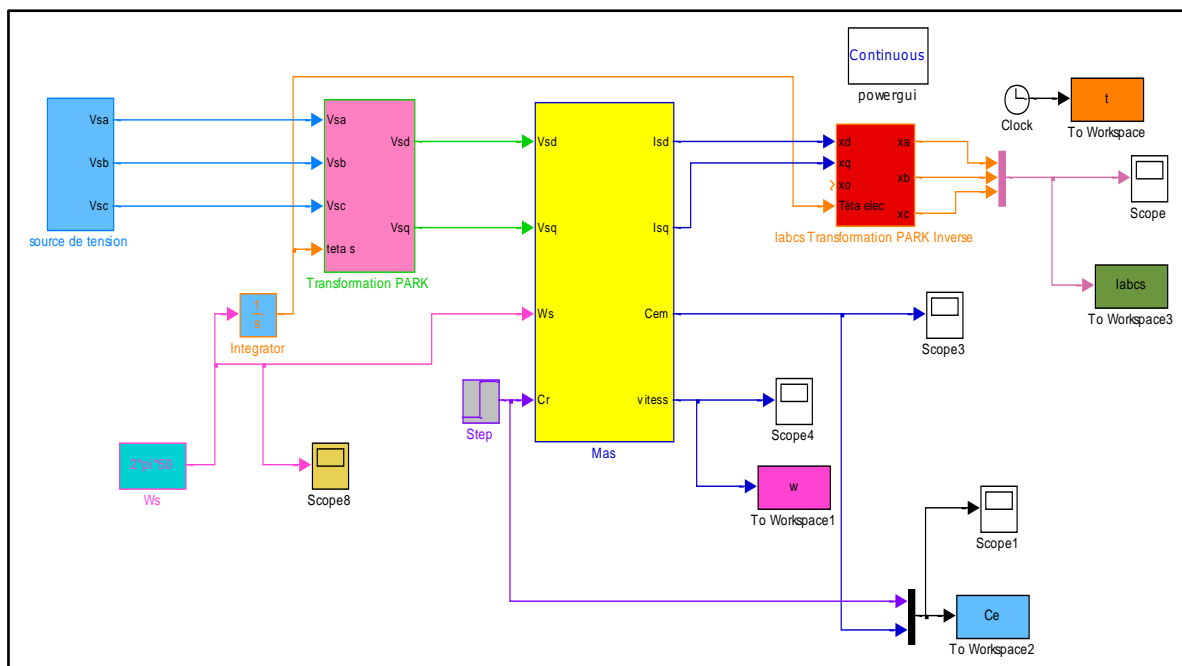 Continuous
powergui
Clock
t
To Workspace
Vsa
Vsb
Vsc
source de tension
Vsa
Vsb
Vsc
teta s
Vsd
Vsq
Transformation PARK
Vsd
Vsq
Ws
Cr
Isd
Isq
Cem
vitess
Mas
xd
xq
xo
Teta elec
xa
xb
xc
Iabcs Transformation PARK Inverse
Scope
Iabcs
To Workspace3
1
s
Integrator
Scope3
Step
Scope4
Ws
Scope8
w
To Workspace1
Scope1
Ce
To Workspace2